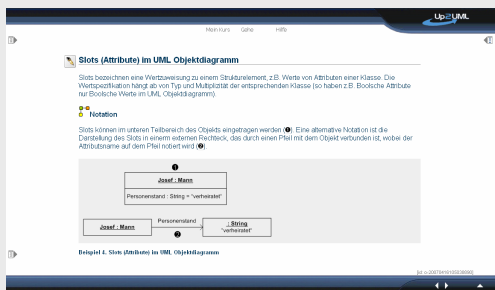 Up2UML
Main Kurs Gehe Hilfe
Slots (Attribute) im UML Objektdiagramm
Slots bezeichnen eine Wertzuweisung zu einem Strukturelement, z.B. Werte von Attributen einer Klasse. Die
Wertspezifikation hängt ab von Typ und Multiplizität der entsprechenden Klasse (so haben z.B. Boolsche Attribute
nur Boolsche Werte im UML Objektdiagramm).
Notation
Slots können im unteren Teilbereich des Objekts eingetragen werden (❶). Eine alternative Notation ist die
Darstellung des Slots in einem externen Rechteck, das durch einen Pfeil mit dem Objekt verbunden ist, wobei der
Attributsname auf dem Pfeil notiert wird (❷).
❶
Josef : Mann
Personenstand : String = "verheiratet"
Josef : Mann
Personenstand
❷
: String
"verheiratet"
Beispiel 4. Slots (Attribute) im UML Objektdiagramm